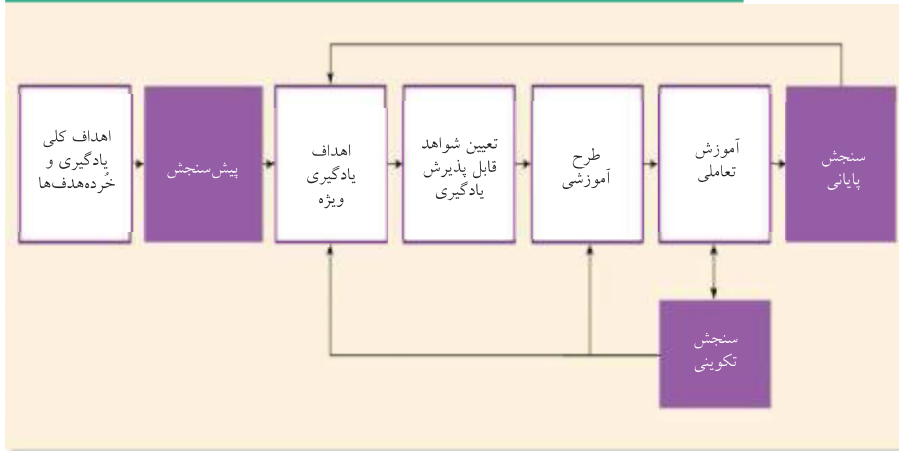 اهداف کلی
یادگیری و
خُرده‌هدف‌ها
پیش‌سنجش
اهداف
یادگیری
ویژه
تعیین شواهد
قابل پذیرش
یادگیری
طرح
آموزشی
آموزش
تعاملی
سنجش
پایانی
سنجش
تکوینی